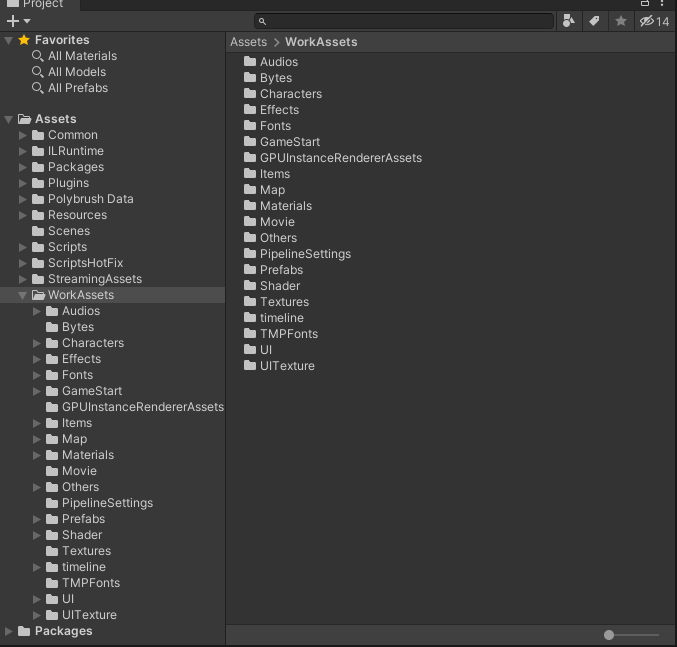 Project
14
Favorites
All Materials
All Models
All Prefabs
Assets
Common
ILRuntime
Packages
Plugins
Polybrush Data
Resources
Scenes
Scripts
ScriptsHotFix
StreamingAssets
WorkAssets
Audios
Bytes
Characters
Effects
Fonts
GameStart
GPUInstanceRendererAssets
Items
Map
Materials
Movie
Others
PipelineSettings
Prefabs
Shader
Textures
timeline
TMPFonts
UI
UITexture
Packages
Assets > WorkAssets
Audios
Bytes
Characters
Effects
Fonts
GameStart
GPUInstanceRendererAssets
Items
Map
Materials
Movie
Others
PipelineSettings
Prefabs
Shader
Textures
timeline
TMPFonts
UI
UITexture